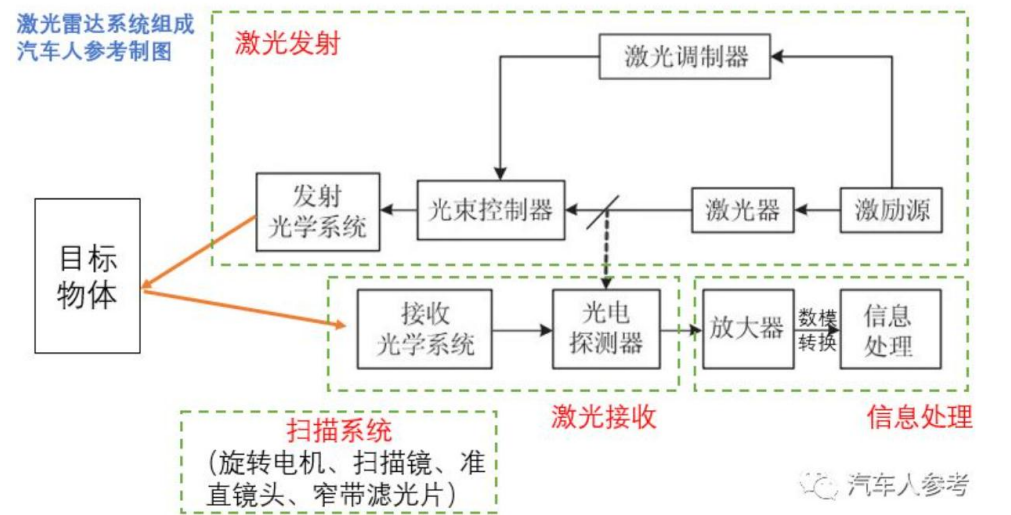 激光雷达系统组成
汽车人参考制图
激光发射
激光调制器
发射
光学系统
光束控制器
激光器
激励源
目标
物体
接收
光学系统
光电
探测器
放大器
数模
转换
信息
处理
激光接收
信息处理
扫描系统
（旋转电机、扫描镜、准
直镜头、窄带滤光片）
汽车人参考